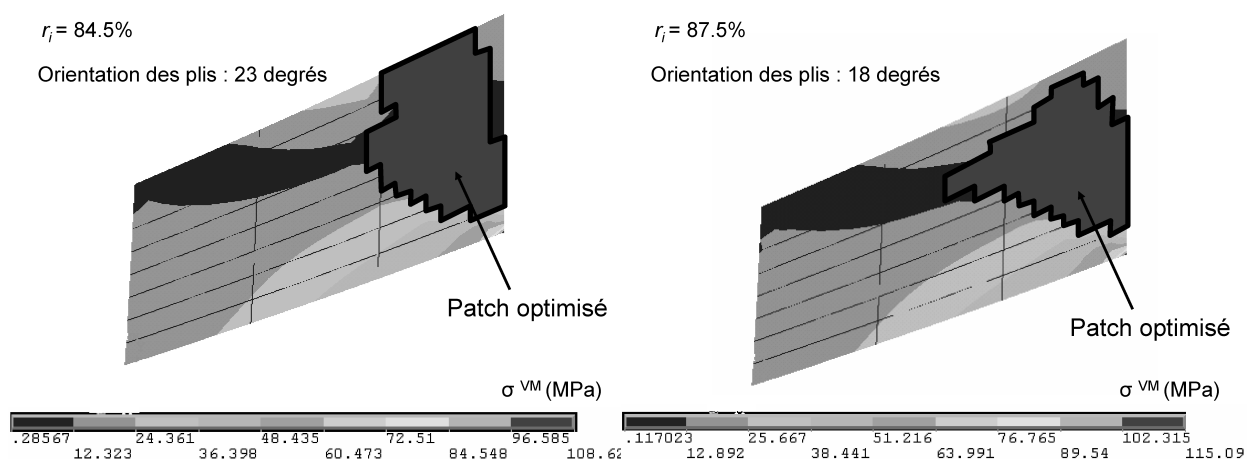 r_i = 84.5%
Orientation des plis : 23 degrés
Patch optimisé
σ VM (MPa)
.28567 24.361 48.435 72.51 96.585
12.323 36.398 60.473 84.548 108.62
r_i = 87.5%
Orientation des plis : 18 degrés
Patch optimisé
σ VM (MPa)
.117023 25.667 51.216 76.765 102.315
12.892 38.441 63.991 89.54 115.09